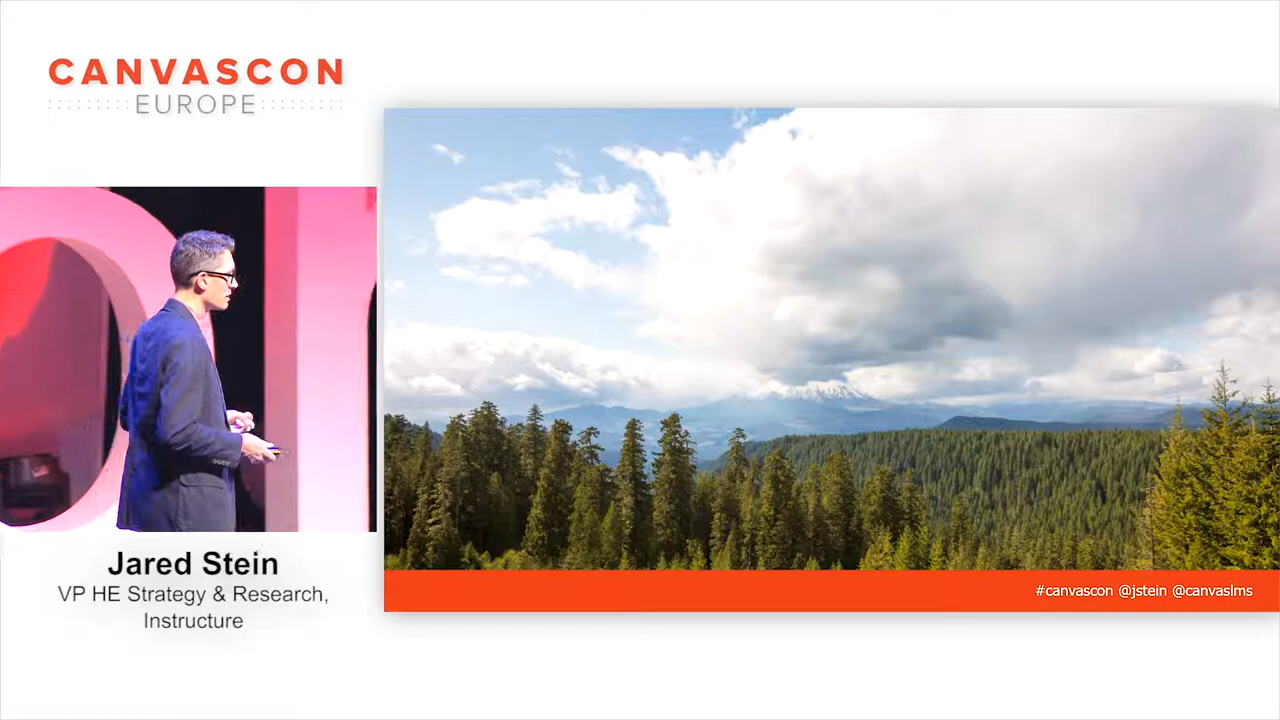 CANVASCON
EUROPE
Jared Stein
VP HE Strategy & Research,
Instructure
#canvascon @jstein @canvaslms